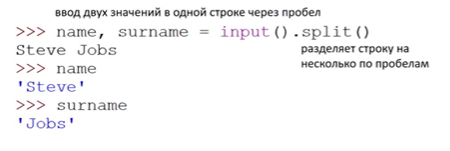 ввод двух значений в одной строке через пробел
>>> name, surname = input().split()
Steve Jobs
разделяет строку на
несколько по пробелам
>>> name
'Steve'
>>> surname
'Jobs'